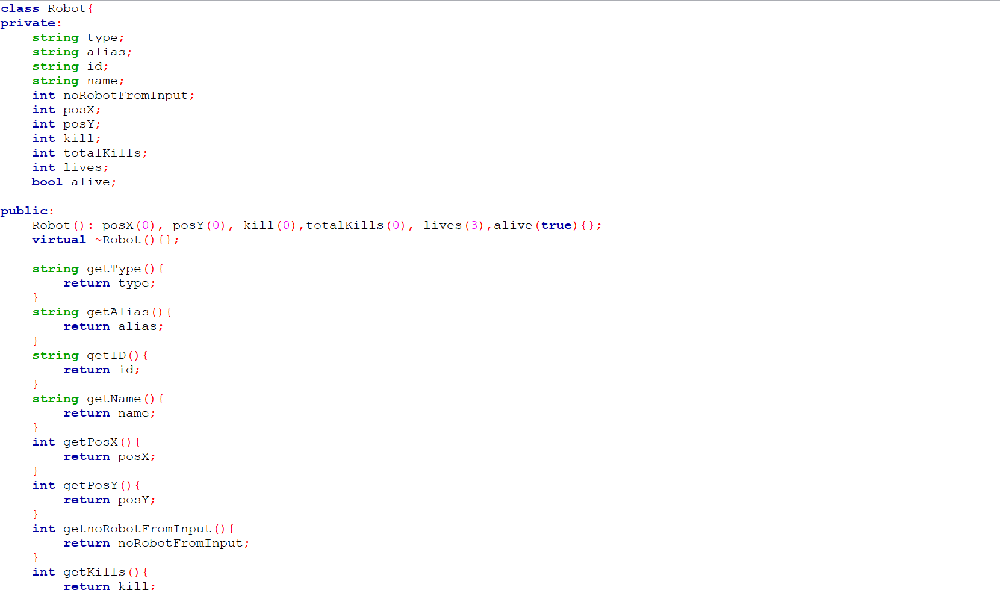 class Robot{
private:
    string type;
    string alias;
    string id;
    string name;
    int noRobotFromInput;
    int posX;
    int posY;
    int kill;
    int totalKills;
    int lives;
    bool alive;

public:
    Robot(): posX(0), posY(0), kill(0),totalKills(0), lives(3),alive(true){};
    virtual ~Robot(){};

    string getType(){
        return type;
    }
    string getAlias(){
        return alias;
    }
    string getID(){
        return id;
    }
    string getName(){
        return name;
    }
    int getPosX(){
        return posX;
    }
    int getPosY(){
        return posY;
    }
    int getnoRobotFromInput(){
        return noRobotFromInput;
    }
    int getKills(){
        return kill;